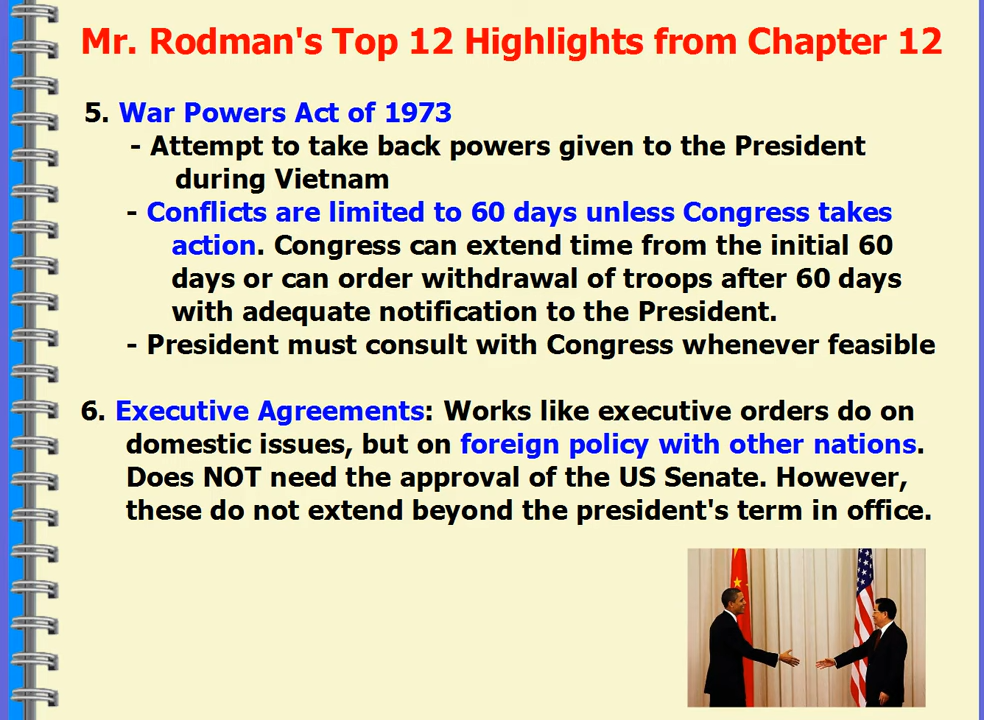 Mr. Rodman's Top 12 Highlights from Chapter 12
5. War Powers Act of 1973
- Attempt to take back powers given to the President
during Vietnam
- Conflicts are limited to 60 days unless Congress takes
action. Congress can extend time from the initial 60
days or can order withdrawal of troops after 60 days
with adequate notification to the President.
- President must consult with Congress whenever feasible
6. Executive Agreements: Works like executive orders do on
domestic issues, but on foreign policy with other nations.
Does NOT need the approval of the US Senate. However,
these do not extend beyond the president's term in office.